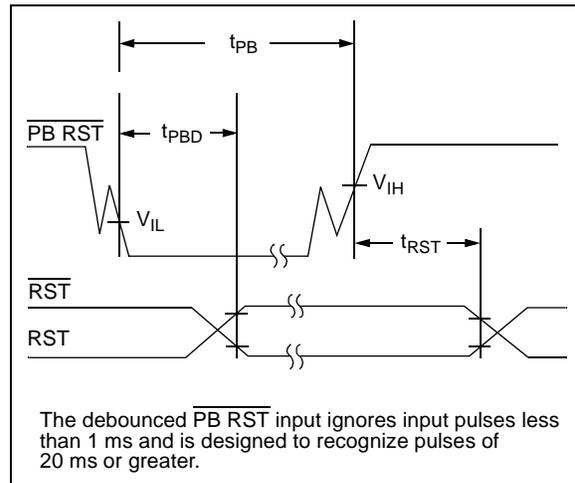 tPB
PB RST
tPBD
VIL
VIH
tRST
RST
RST
The debounced PB RST input ignores input pulses less
than 1 ms and is designed to recognize pulses of
20 ms or greater.